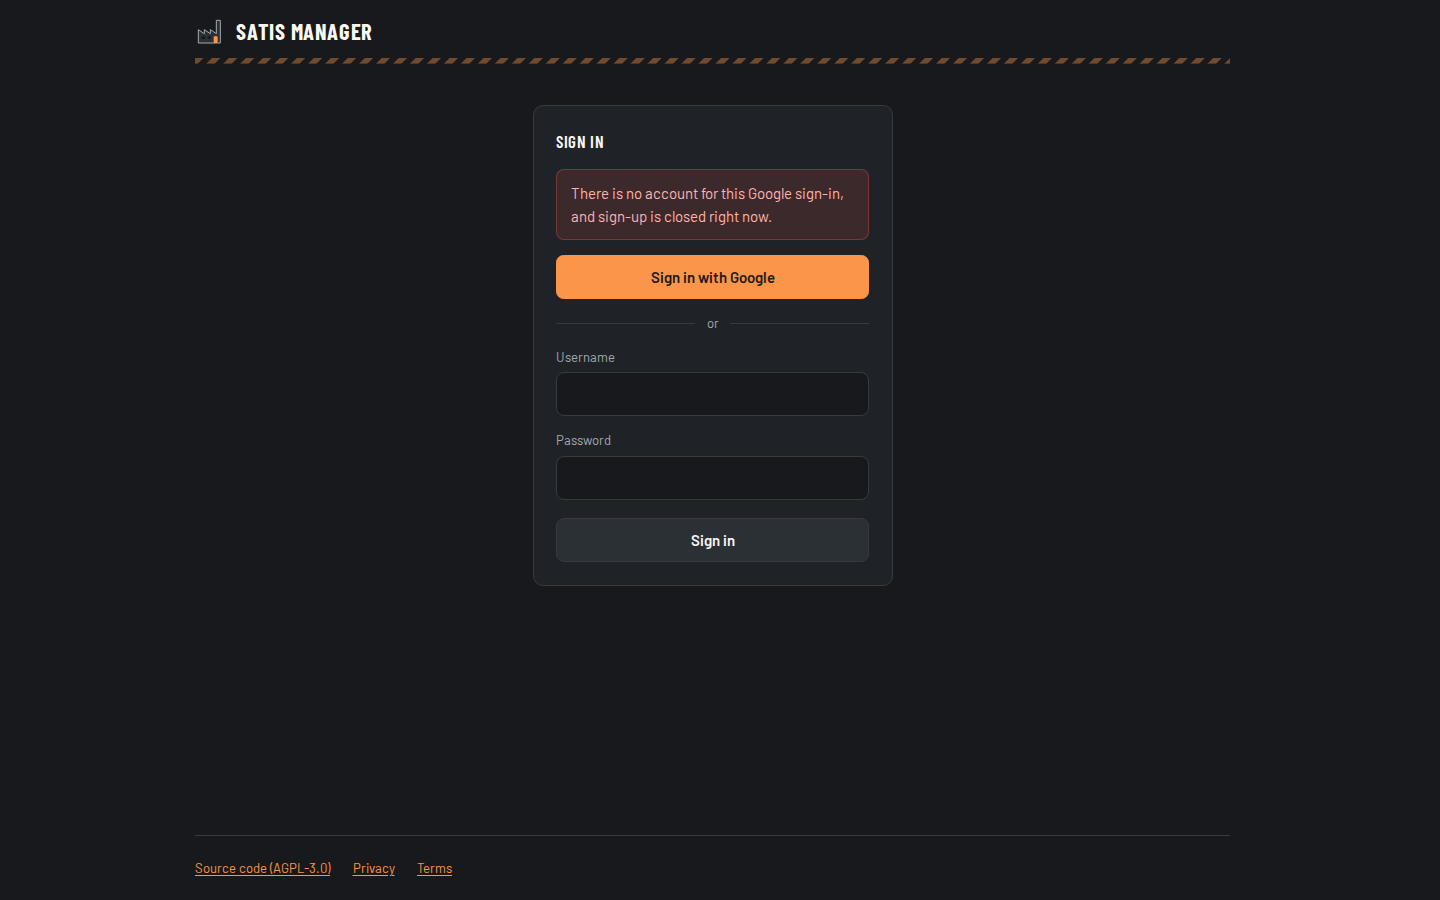 SATIS MANAGER
SIGN IN
There is no account for this Google sign-in,
and sign-up is closed right now.
Sign in with Google
or
Username
Password
Sign in
Source code (AGPL-3.0) Privacy Terms